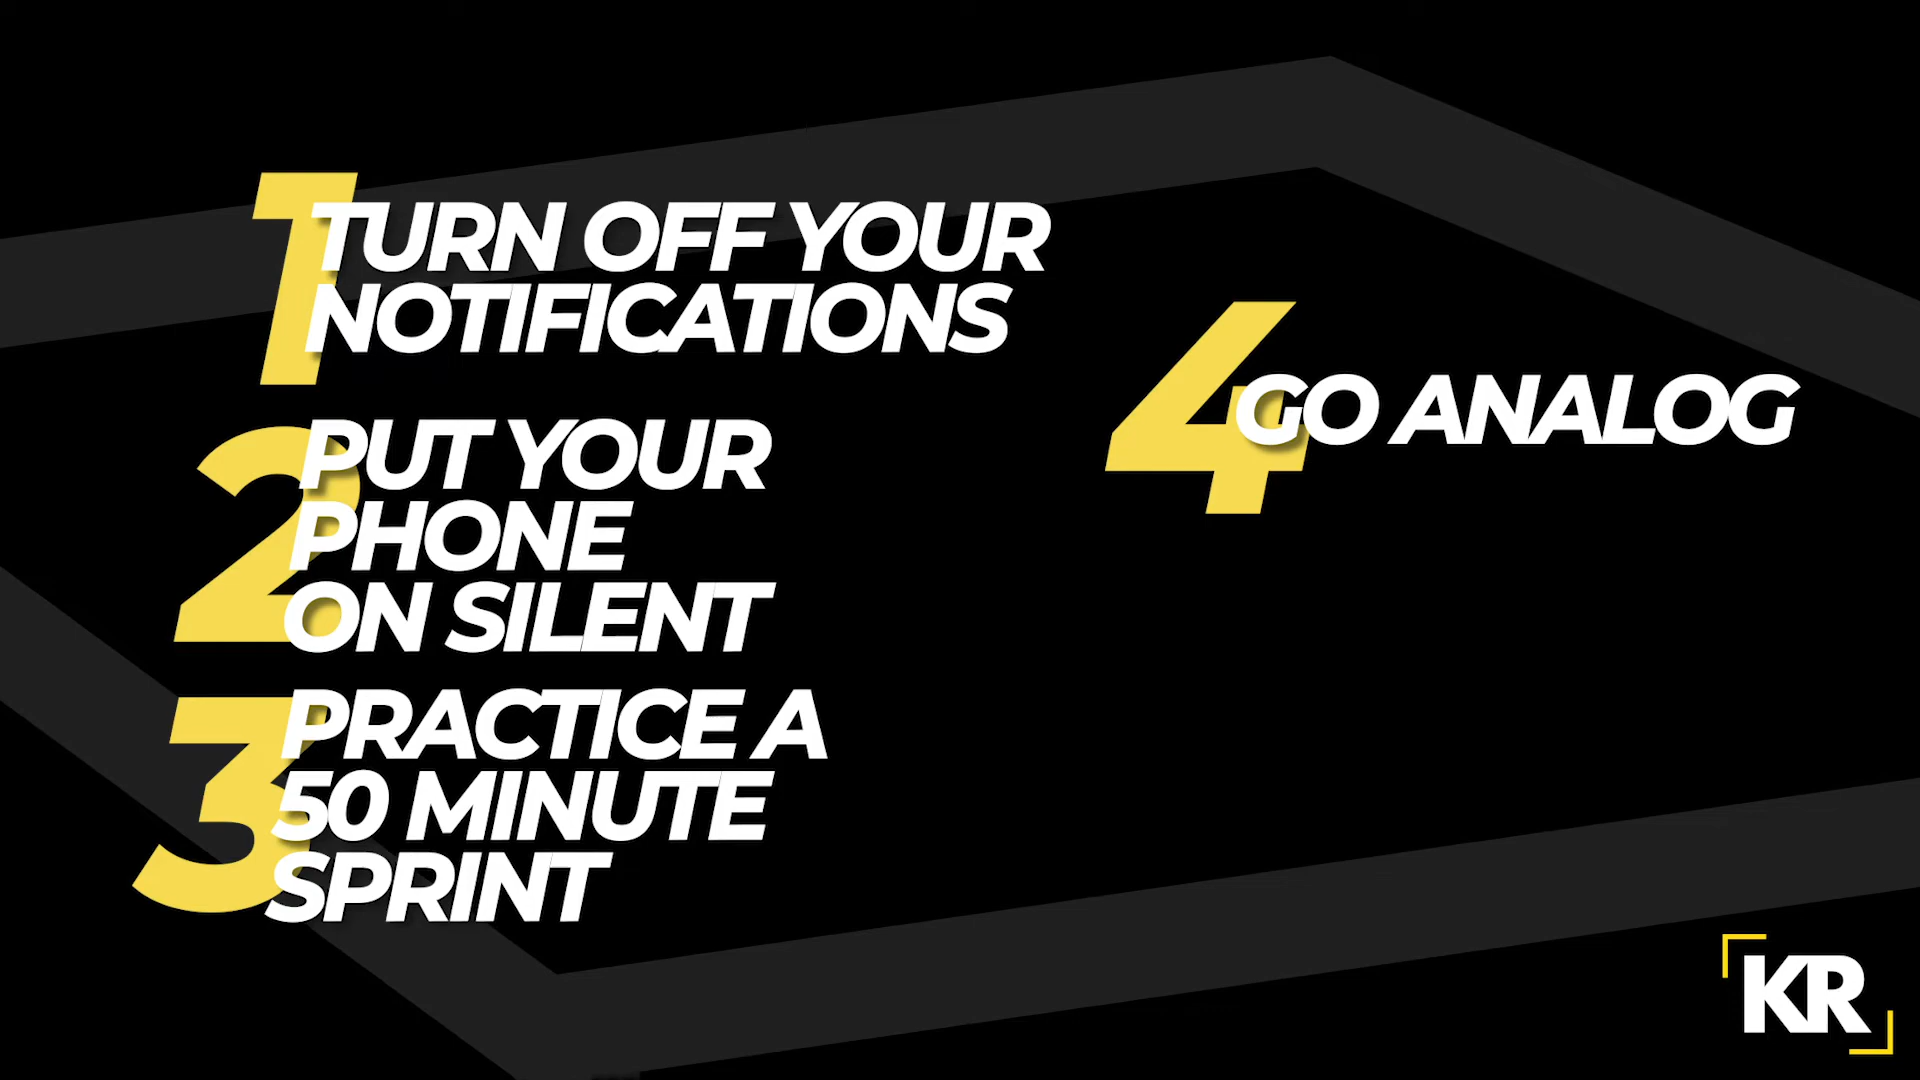 1
TURN OFF YOUR
NOTIFICATIONS
2
PUT YOUR
PHONE
ON SILENT
3
PRACTICE A
50 MINUTE
SPRINT
4
GO ANALOG
KR